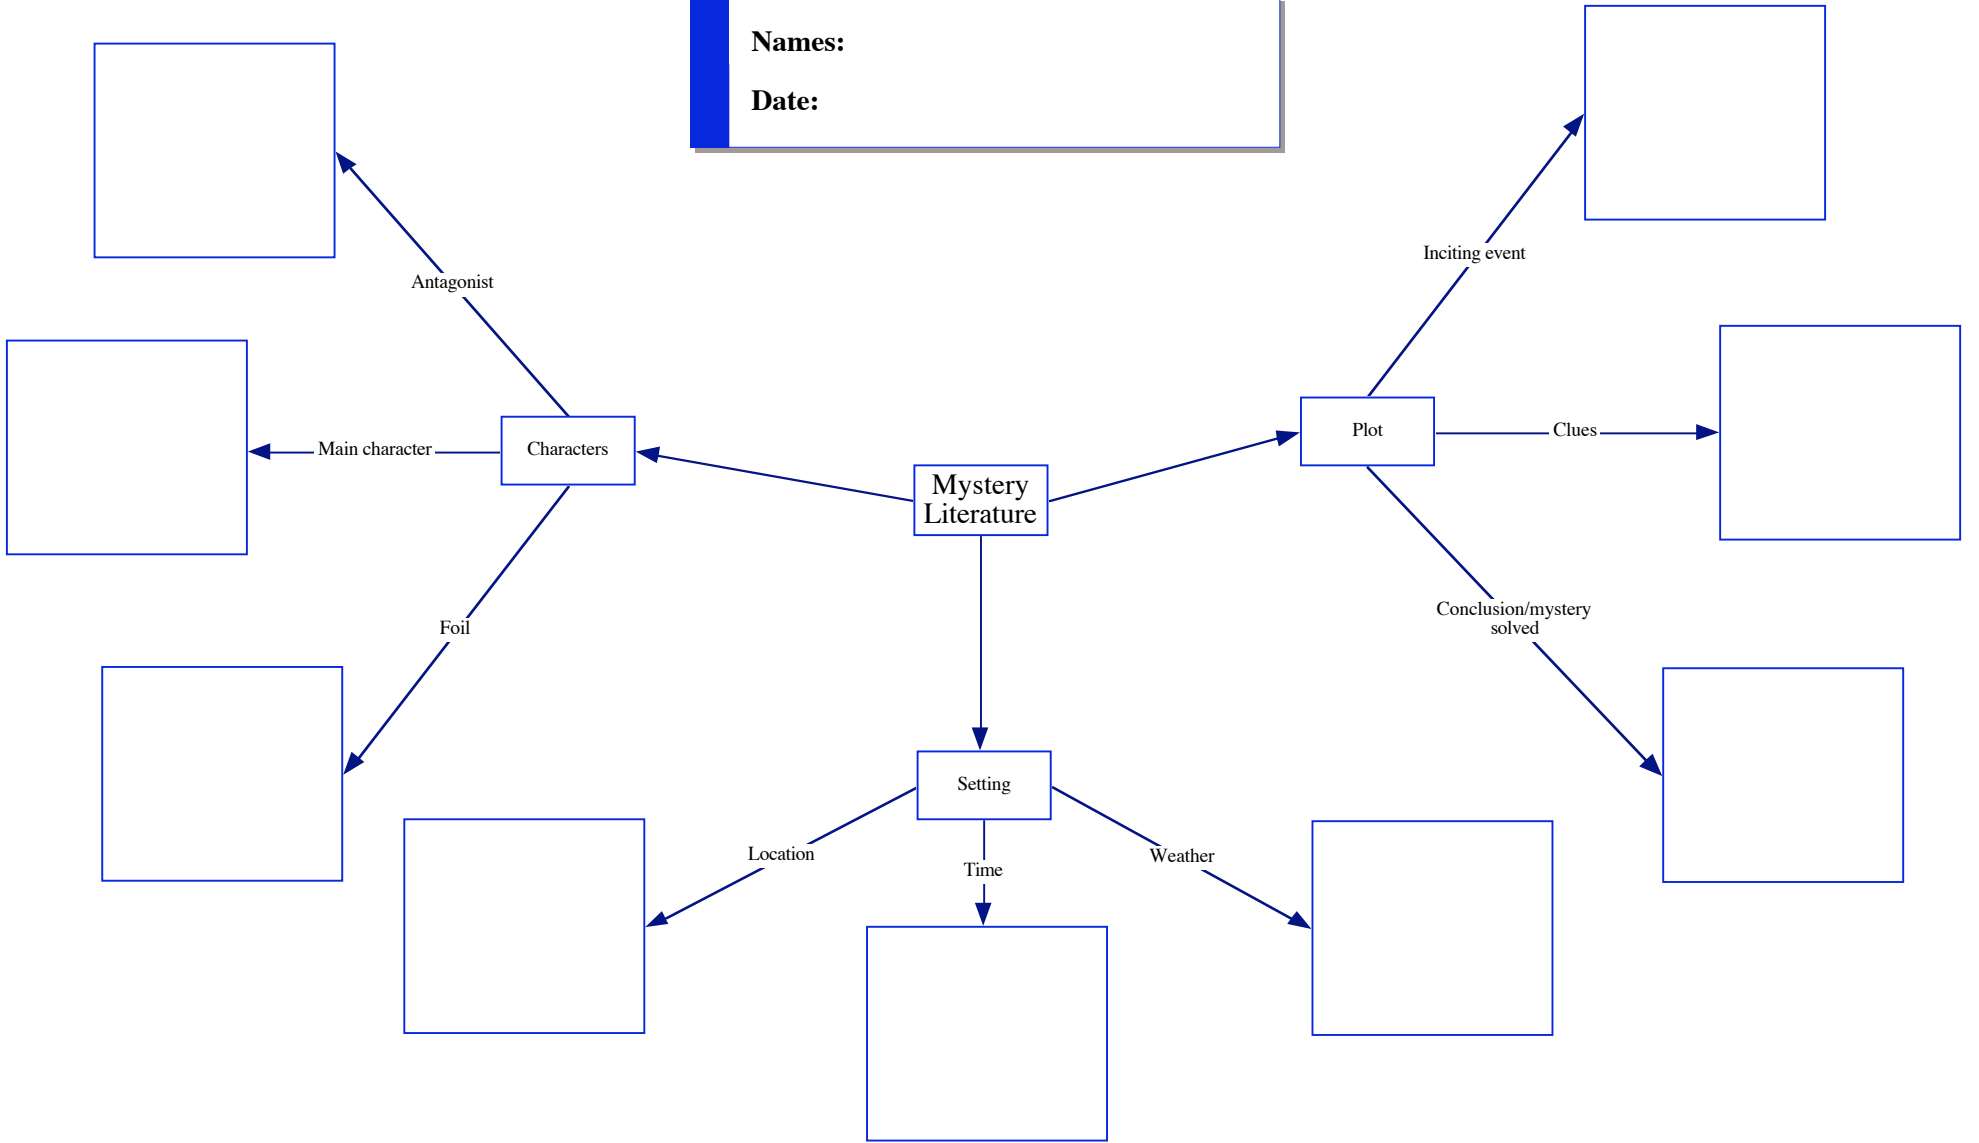 Names:
Date:
Antagonist
Inciting event
Main character
Characters
Plot
Clues
Mystery
Literature
Foil
Conclusion/mystery
solved
Setting
Location
Time
Weather